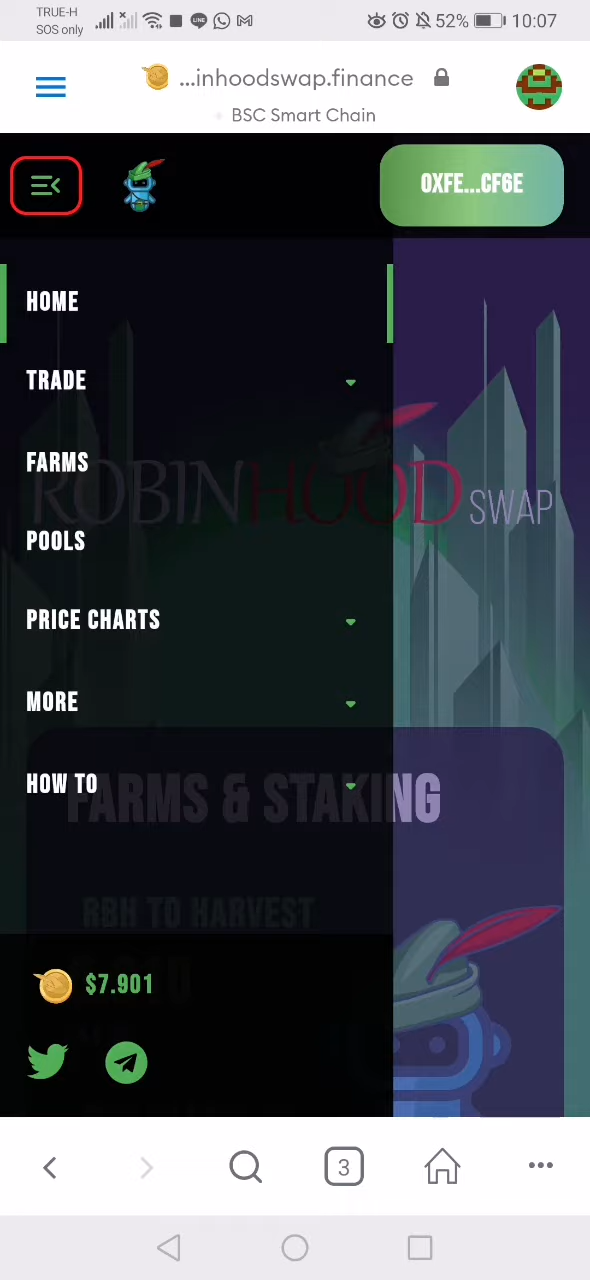 TRUE-H
SOS only
LINE
52% 10:07
...inhoodswap.finance
BSC Smart Chain
0XFE...CF6E
HOME
TRADE
FARMS
ROBINHOOD SWAP
POOLS
PRICE CHARTS
MORE
HOW TO
FARMS & STAKING
RBH TO HARVEST
$7.901
3